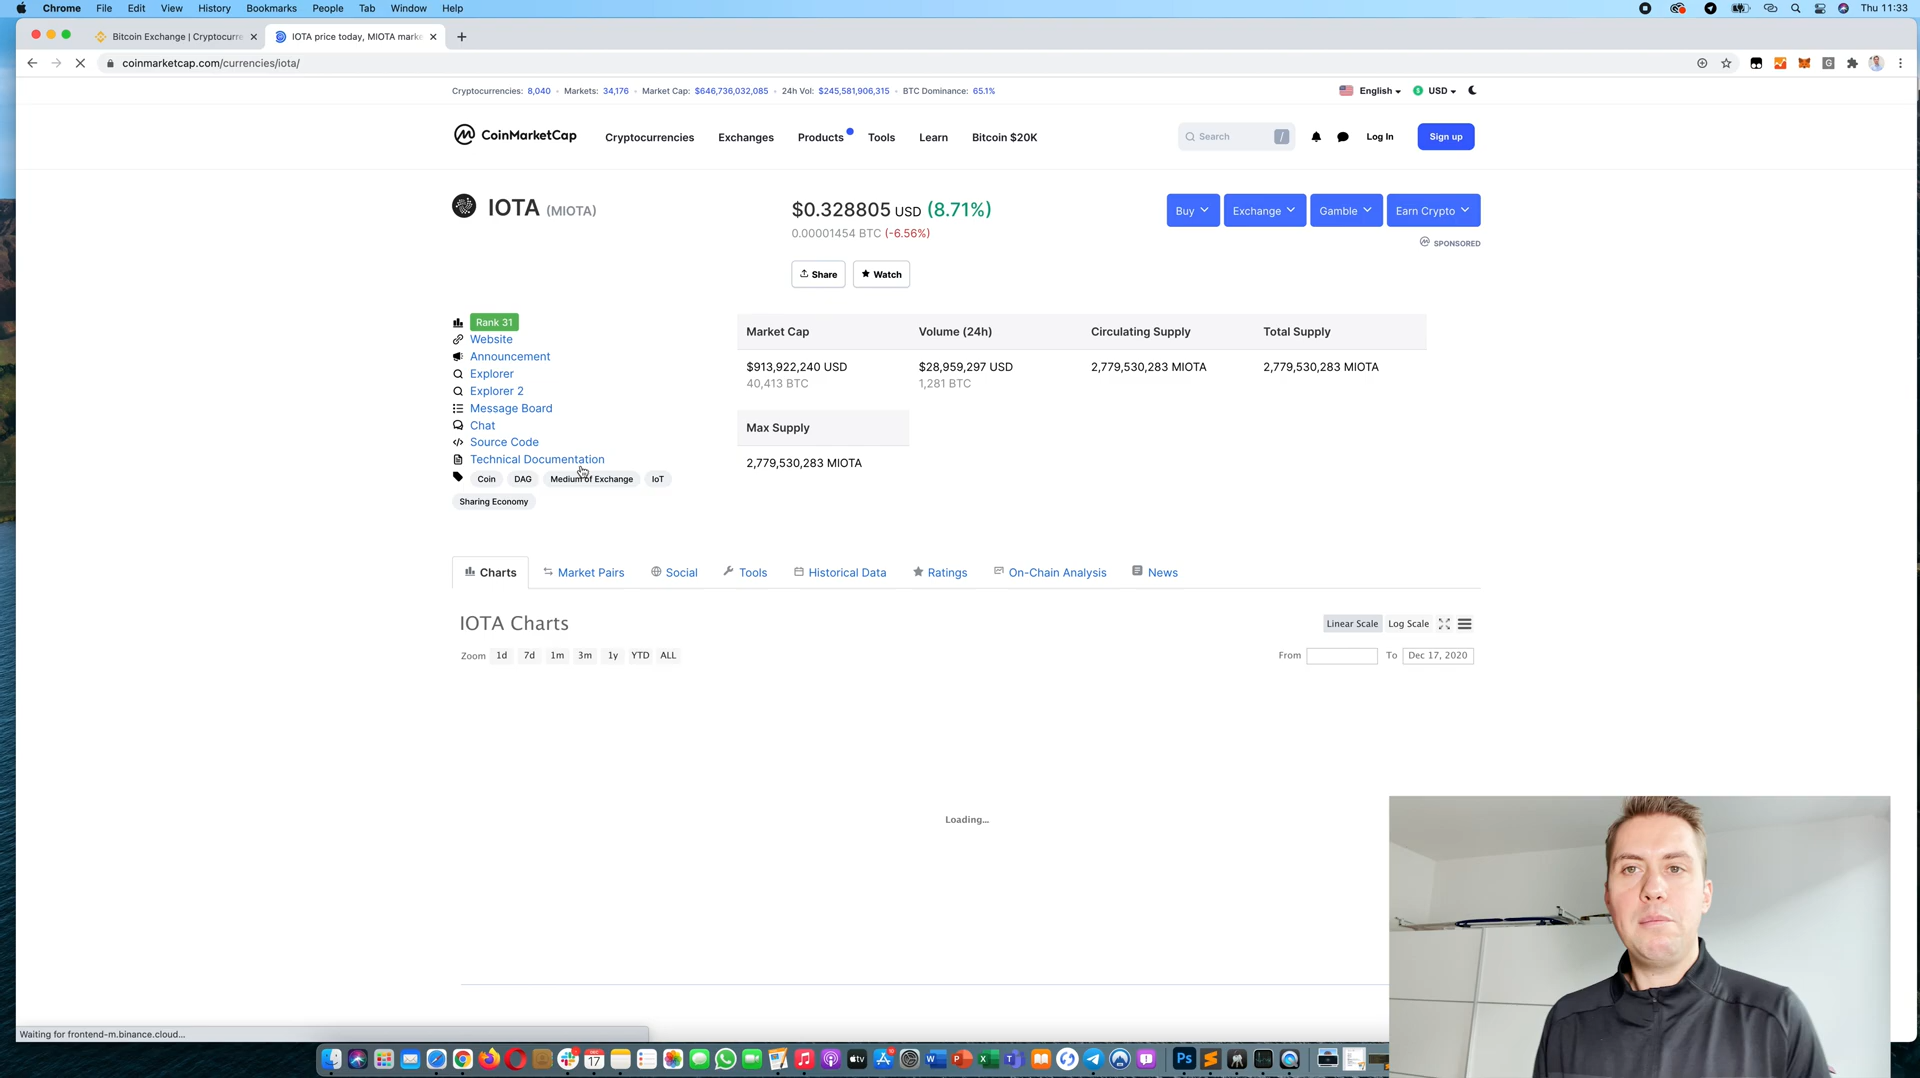 Chrome File Edit View History Bookmarks People Tab Window Help Thu 11:33
Bitcoin Exchange | Cryptocurre IOTA price today, MIOTA marke
coinmarketcap.com/currencies/iota/
Cryptocurrencies: 8,040 • Markets: 34,176 • Market Cap: $646,736,032,085 • 24h Vol: $245,581,906,315 • BTC Dominance: 65.1% English USD
CoinMarketCap Cryptocurrencies Exchanges Products Tools Learn Bitcoin $20K Search / Log In Sign up
IOTA (MIOTA) $0.328805 USD (8.71%) Buy Exchange Gamble Earn Crypto
0.00001454 BTC (-6.56%) SPONSORED
Share Watch
Rank 31
Website
Announcement
Explorer
Explorer 2
Message Board
Chat
Source Code
Technical Documentation
Coin DAG Medium of Exchange IoT
Sharing Economy
Market Cap Volume (24h) Circulating Supply Total Supply
$913,922,240 USD $28,959,297 USD 2,779,530,283 MIOTA 2,779,530,283 MIOTA
40,413 BTC 1,281 BTC
Max Supply
2,779,530,283 MIOTA
Charts Market Pairs Social Tools Historical Data Ratings On-Chain Analysis News
IOTA Charts Linear Scale Log Scale
Zoom 1d 7d 1m 3m 1y YTD ALL From To Dec 17, 2020
Loading...
Waiting for frontend-m.binance.cloud...
17 tv W P X T Ps S